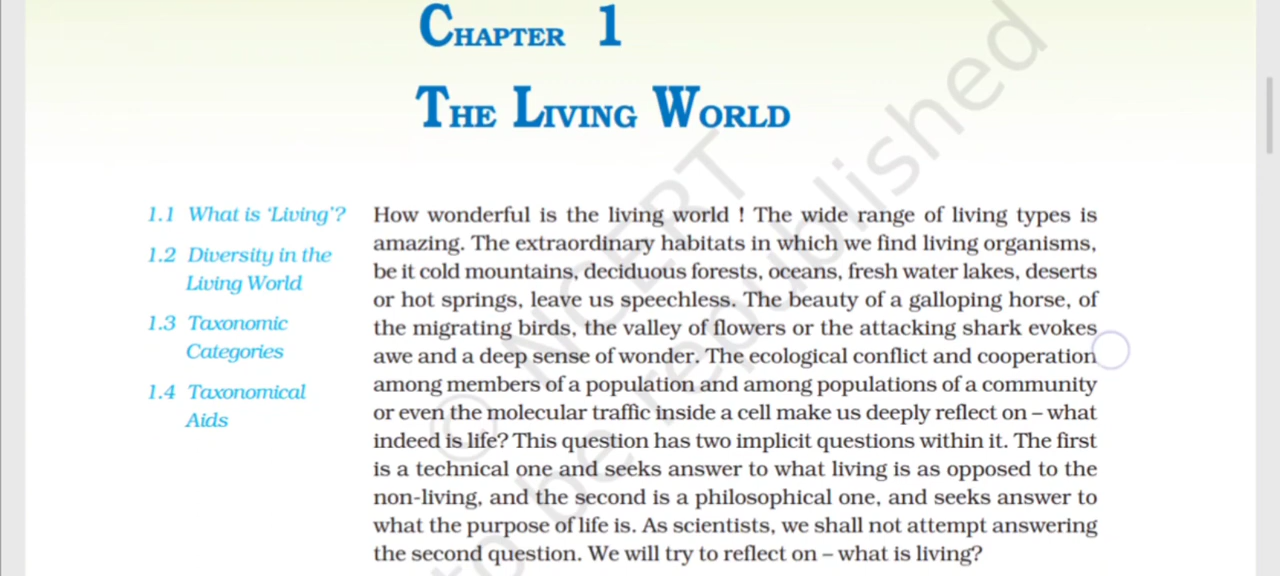 CHAPTER 1
THE LIVING WORLD
1.1 What is ‘Living’?
1.2 Diversity in the
Living World
1.3 Taxonomic
Categories
1.4 Taxonomical
Aids
How wonderful is the living world ! The wide range of living types is
amazing. The extraordinary habitats in which we find living organisms,
be it cold mountains, deciduous forests, oceans, fresh water lakes, deserts
or hot springs, leave us speechless. The beauty of a galloping horse, of
the migrating birds, the valley of flowers or the attacking shark evokes
awe and a deep sense of wonder. The ecological conflict and cooperation
among members of a population and among populations of a community
or even the molecular traffic inside a cell make us deeply reflect on – what
indeed is life? This question has two implicit questions within it. The first
is a technical one and seeks answer to what living is as opposed to the
non-living, and the second is a philosophical one, and seeks answer to
what the purpose of life is. As scientists, we shall not attempt answering
the second question. We will try to reflect on – what is living?
© NCERT
to be republished